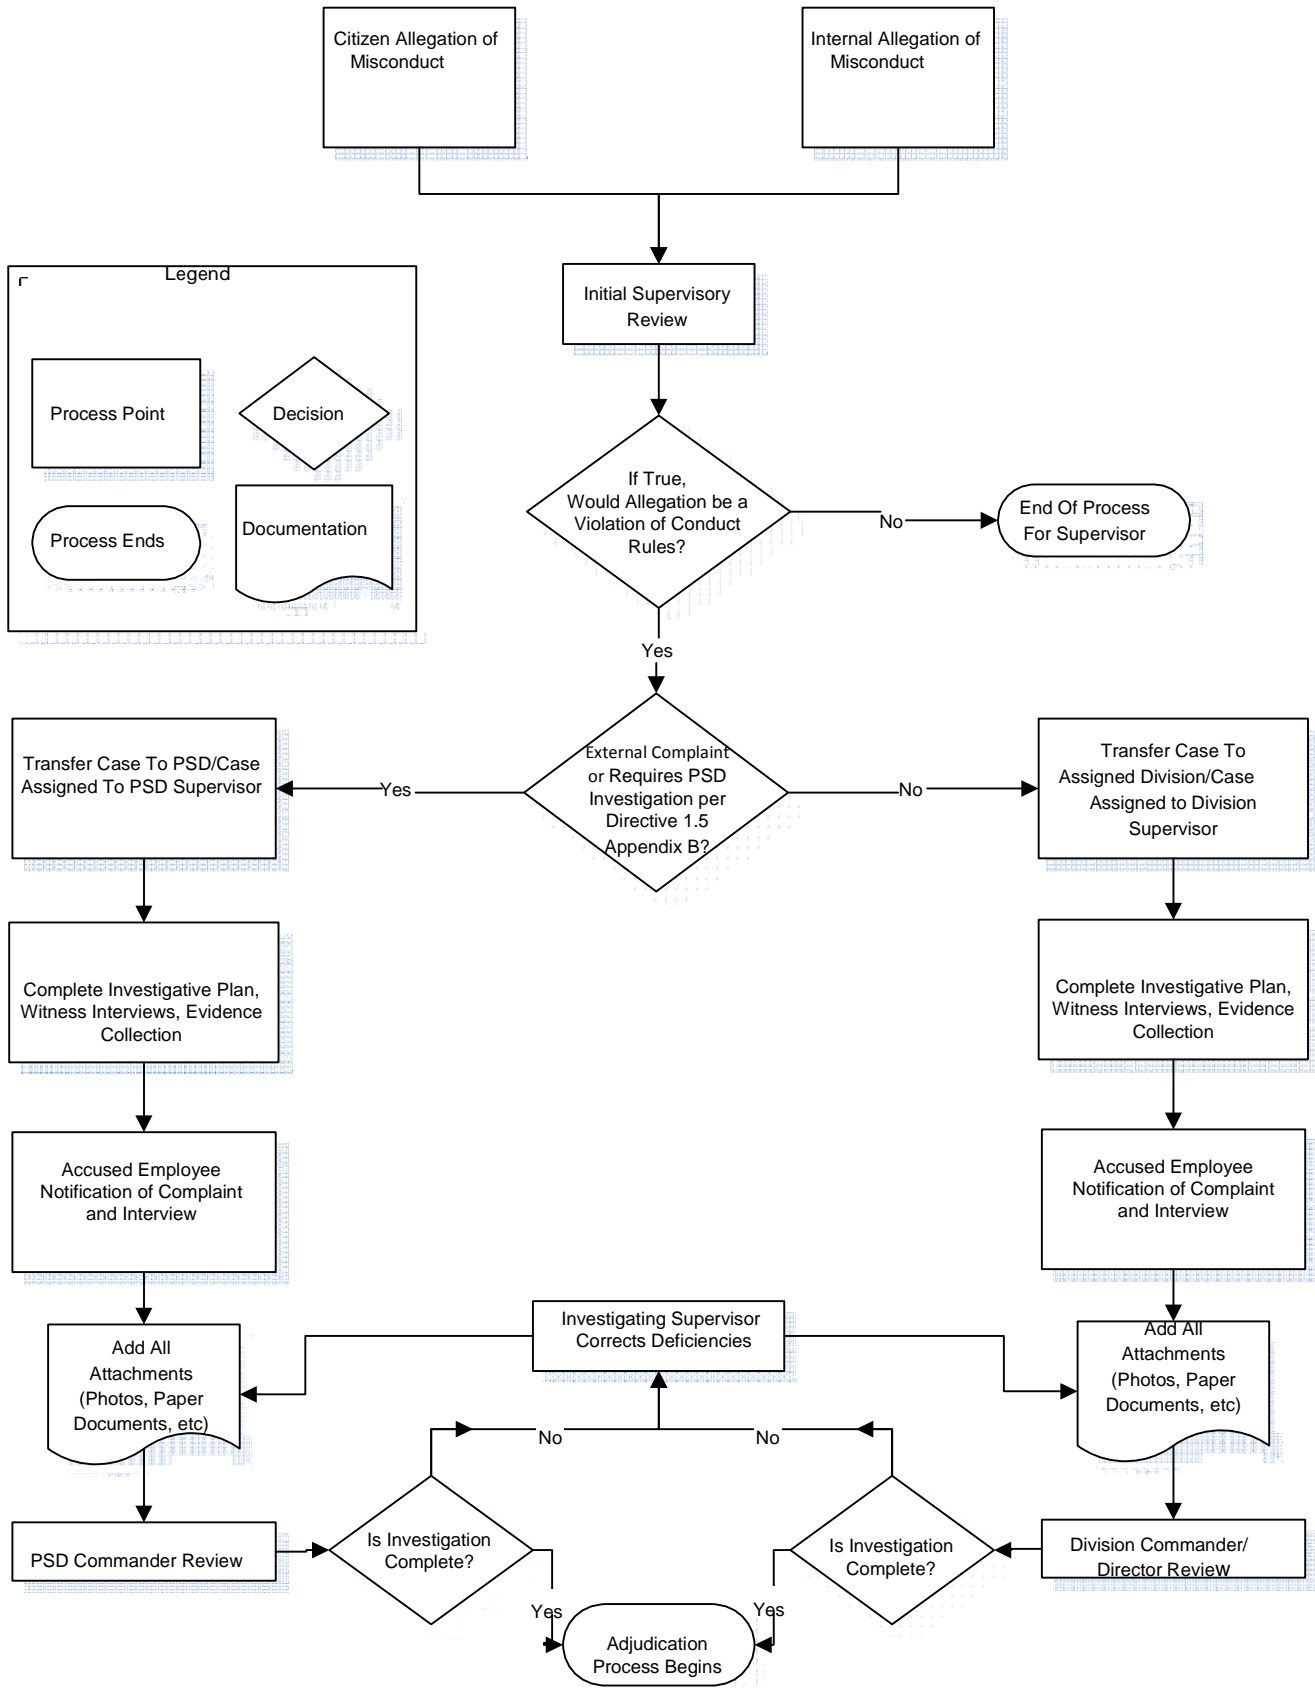 Citizen Allegation of
Misconduct
Internal Allegation of
Misconduct
Legend
Process Point
Decision
Process Ends
Documentation
Initial Supervisory
Review
If True,
Would Allegation be a
Violation of Conduct
Rules?
No
End Of Process
For Supervisor
Yes
External Complaint
or Requires PSD
Investigation per
Directive 1.5
Appendix B?
Yes
No
Transfer Case To PSD/Case
Assigned To PSD Supervisor
Transfer Case To
Assigned Division/Case
Assigned to Division
Supervisor
Complete Investigative Plan,
Witness Interviews, Evidence
Collection
Complete Investigative Plan,
Witness Interviews, Evidence
Collection
Accused Employee
Notification of Complaint
and Interview
Accused Employee
Notification of Complaint
and Interview
Investigating Supervisor
Corrects Deficiencies
Add All
Attachments
(Photos, Paper
Documents, etc)
Add All
Attachments
(Photos, Paper
Documents, etc)
No
No
PSD Commander Review
Is Investigation
Complete?
Is Investigation
Complete?
Division Commander/
Director Review
Yes
Yes
Adjudication
Process Begins